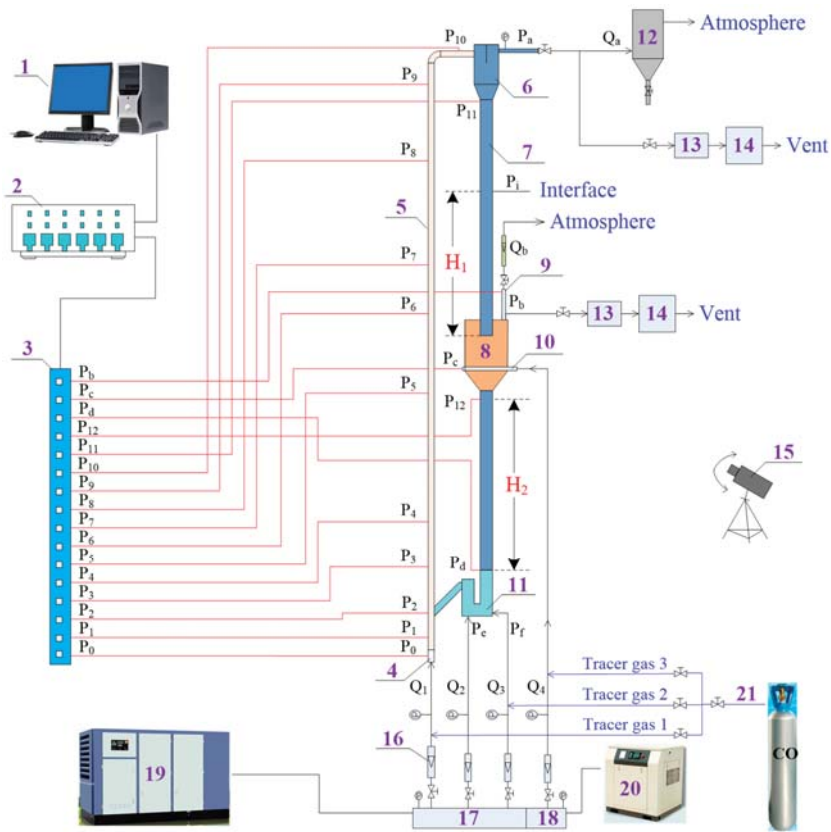 P10
Pa
Qa
12
Atmosphere
1
P9
6
P11
13
14
Vent
P8
7
2
Pi
Interface
5
Atmosphere
H1
Qb
P7
9
P6
Pb
13
14
Vent
3
8
10
Pb
Pc
Pc
P5
Pd
P12
P12
P11
15
P10
P9
H2
P8
P4
P7
P6
P3
Pd
P5
11
P4
P2
P3
Pe
Pf
P2
P1
P1
P0
P0
4
Tracer gas 3
Q1
Q2
Q3
Q4
Tracer gas 2
21
Tracer gas 1
16
CO
19
20
17
18